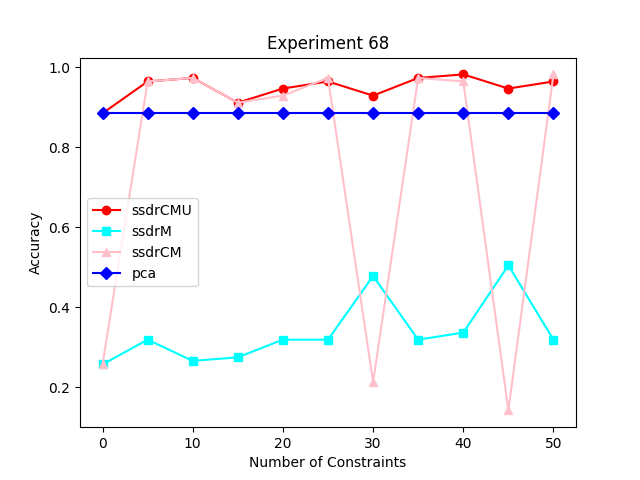 Experiment 68
Accuracy
1.0
0.8
0.6
0.4
0.2
ssdrCMU
ssdrM
ssdrCM
pca
0 10 20 30 40 50
Number of Constraints